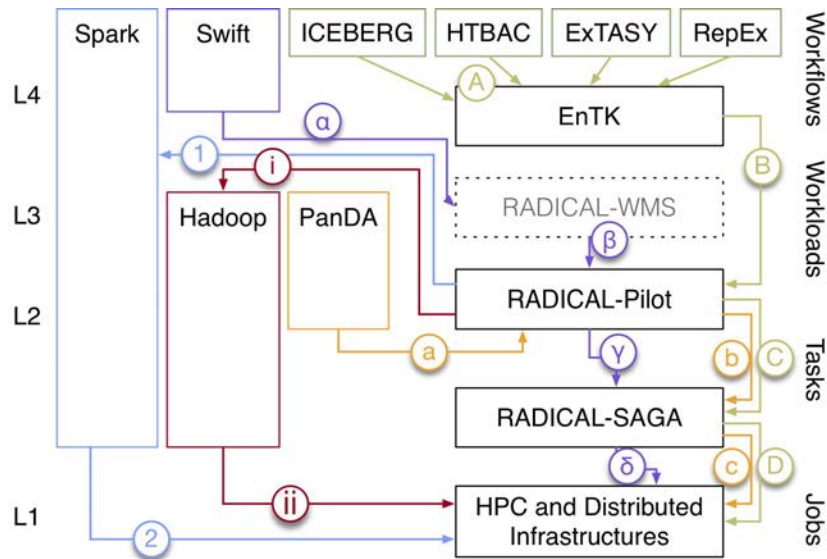 Spark
Swift
ICEBERG
HTBAC
ExTASY
RepEx
Workflows
L4
A
EnTK
α
1
i
B
Workloads
L3
Hadoop
PanDA
RADICAL-WMS
β
L2
RADICAL-Pilot
a
γ
b
C
Tasks
RADICAL-SAGA
δ
c
D
L1
ii
2
HPC and Distributed
Infrastructures
Jobs